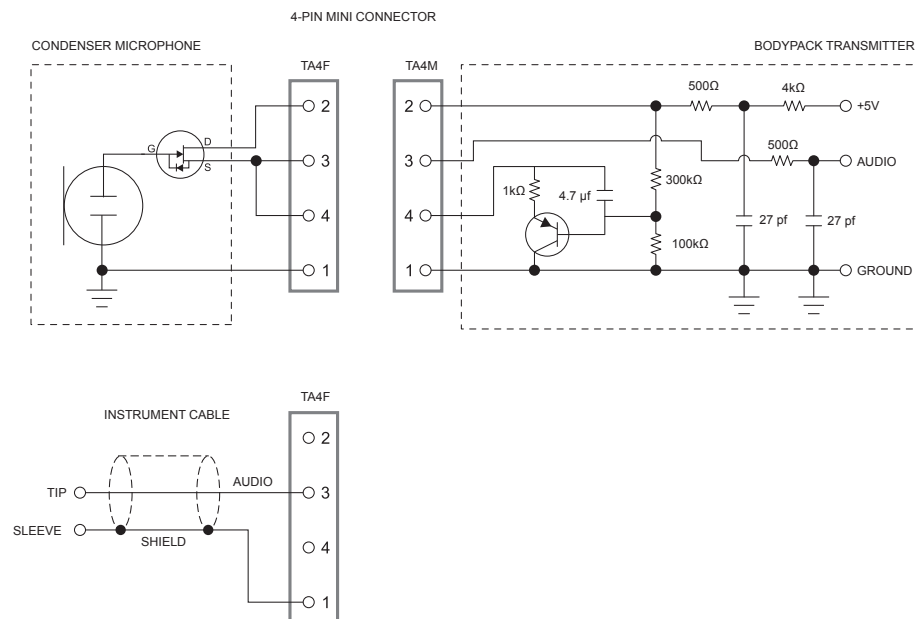 4-PIN MINI CONNECTOR
CONDENSER MICROPHONE
TA4F
TA4M
BODYPACK TRANSMITTER
G
D
S
2
3
4
1
2
3
4
1
500Ω
4kΩ
+5V
500Ω
AUDIO
1kΩ
4.7 µf
300kΩ
100kΩ
27 pf
27 pf
GROUND
INSTRUMENT CABLE
TA4F
TIP
AUDIO
SLEEVE
SHIELD
2
3
4
1